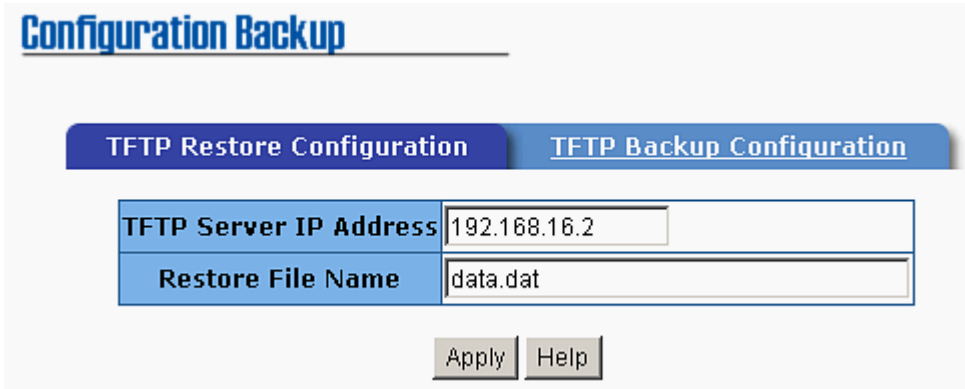 Configuration Backup
TFTP Restore Configuration TFTP Backup Configuration
TFTP Server IP Address 192.168.16.2
Restore File Name data.dat
Apply Help